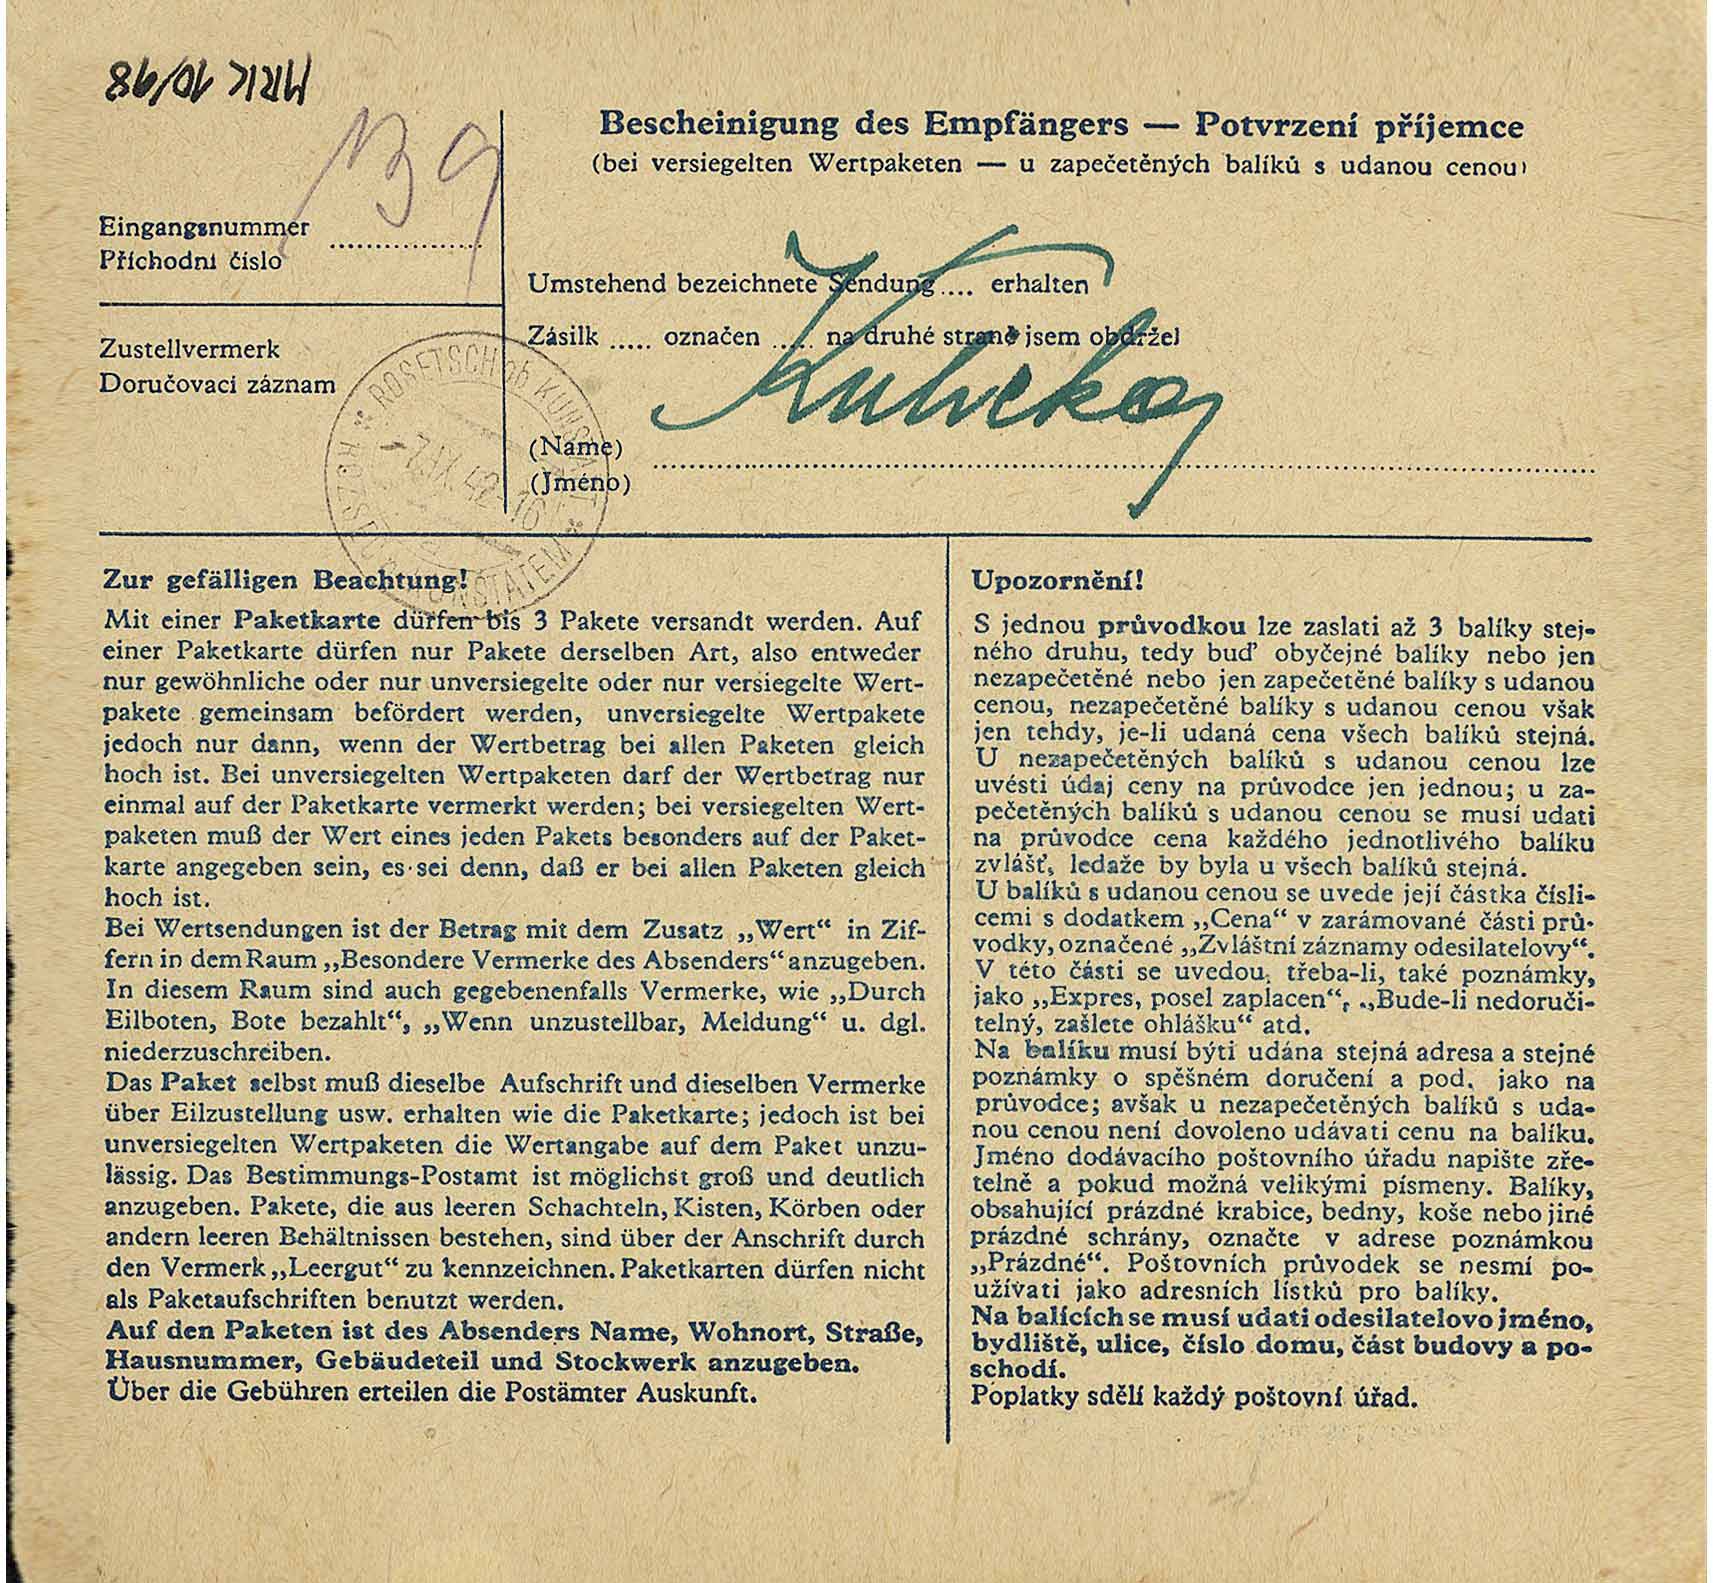 MRK 10/98
139
Bescheinigung des Empfängers — Potvrzení příjemce
(bei versiegelten Wertpaketen — u zapečetěných balíků s udanou cenou)
Eingangsnummer ....................
Příchodní číslo
Umstehend bezeichnete Sendung.... erhalten
Zásilk ..... označen ..... na druhé straně jsem obdržel
Zustellvermerk
Doručovací záznam
ROSETSCH ob KUNSTADT
-7.IX.42-16
KUNŠTÁTEM
(Name)
(Jméno)
Zur gefälligen Beachtung!
Mit einer Paketkarte dürfen bis 3 Pakete versandt werden. Auf
einer Paketkarte dürfen nur Pakete derselben Art, also entweder
nur gewöhnliche oder nur unversiegelte oder nur versiegelte Wert-
pakete gemeinsam befördert werden, unversiegelte Wertpakete
jedoch nur dann, wenn der Wertbetrag bei allen Paketen gleich
hoch ist. Bei unversiegelten Wertpaketen darf der Wertbetrag nur
einmal auf der Paketkarte vermerkt werden; bei versiegelten Wert-
paketen muß der Wert eines jeden Pakets besonders auf der Paket-
karte angegeben sein, es sei denn, daß er bei allen Paketen gleich
hoch ist.
Bei Wertsendungen ist der Betrag mit dem Zusatz „Wert“ in Zif-
fern in dem Raum „Besondere Vermerke des Absenders“ anzugeben.
In diesem Raum sind auch gegebenenfalls Vermerke, wie „Durch
Eilboten, Bote bezahlt“, „Wenn unzustellbar, Meldung“ u. dgl.
niederzuschreiben.
Das Paket selbst muß dieselbe Aufschrift und dieselben Vermerke
über Eilzustellung usw. erhalten wie die Paketkarte; jedoch ist bei
unversiegelten Wertpaketen die Wertangabe auf dem Paket unzu-
lässig. Das Bestimmungs-Postamt ist möglichst groß und deutlich
anzugeben. Pakete, die aus leeren Schachteln, Kisten, Körben oder
andern leeren Behältnissen bestehen, sind über der Anschrift durch
den Vermerk „Leergut“ zu kennzeichnen. Paketkarten dürfen nicht
als Paketaufschriften benutzt werden.
Auf den Paketen ist des Absenders Name, Wohnort, Straße,
Hausnummer, Gebäudeteil und Stockwerk anzugeben.
Über die Gebühren erteilen die Postämter Auskunft.
Upozornění!
S jednou průvodkou lze zaslati až 3 balíky stej-
ného druhu, tedy buď obyčejné balíky nebo jen
nezapečetěné nebo jen zapečetěné balíky s udanou
cenou, nezapečetěné balíky s udanou cenou však
jen tehdy, je-li udaná cena všech balíků stejná.
U nezapečetěných balíků s udanou cenou lze
uvésti údaj ceny na průvodce jen jednou; u za-
pečetěných balíků s udanou cenou se musí udati
na průvodce cena každého jednotlivého balíku
zvlášť, ledaže by byla u všech balíků stejná.
U balíků s udanou cenou se uvede její částka čísli-
cemi s dodatkem „Cena“ v zarámované části prů-
vodky, označené „Zvláštní záznamy odesilatelovy“.
V této části se uvedou, třeba-li, také poznámky,
jako „Expres, posel zaplacen“, „Bude-li nedoruči-
telný, zašlete ohlášku“ atd.
Na balíku musí býti udána stejná adresa a stejné
poznámky o spěšném doručení a pod. jako na
průvodce; avšak u nezapečetěných balíků s uda-
nou cenou není dovoleno udávati cenu na balíku.
Jméno dodávacího poštovního úřadu napište zře-
telně a pokud možná velikými písmeny. Balíky,
obsahující prázdné krabice, bedny, koše nebo jiné
prázdné schrány, označte v adrese poznámkou
„Prázdné“. Poštovních průvodek se nesmí po-
užívati jako adresních lístků pro balíky.
Na balících se musí udati odesilatelovo jméno,
bydliště, ulice, číslo domu, část budovy a po-
schodí.
Poplatky sdělí každý poštovní úřad.